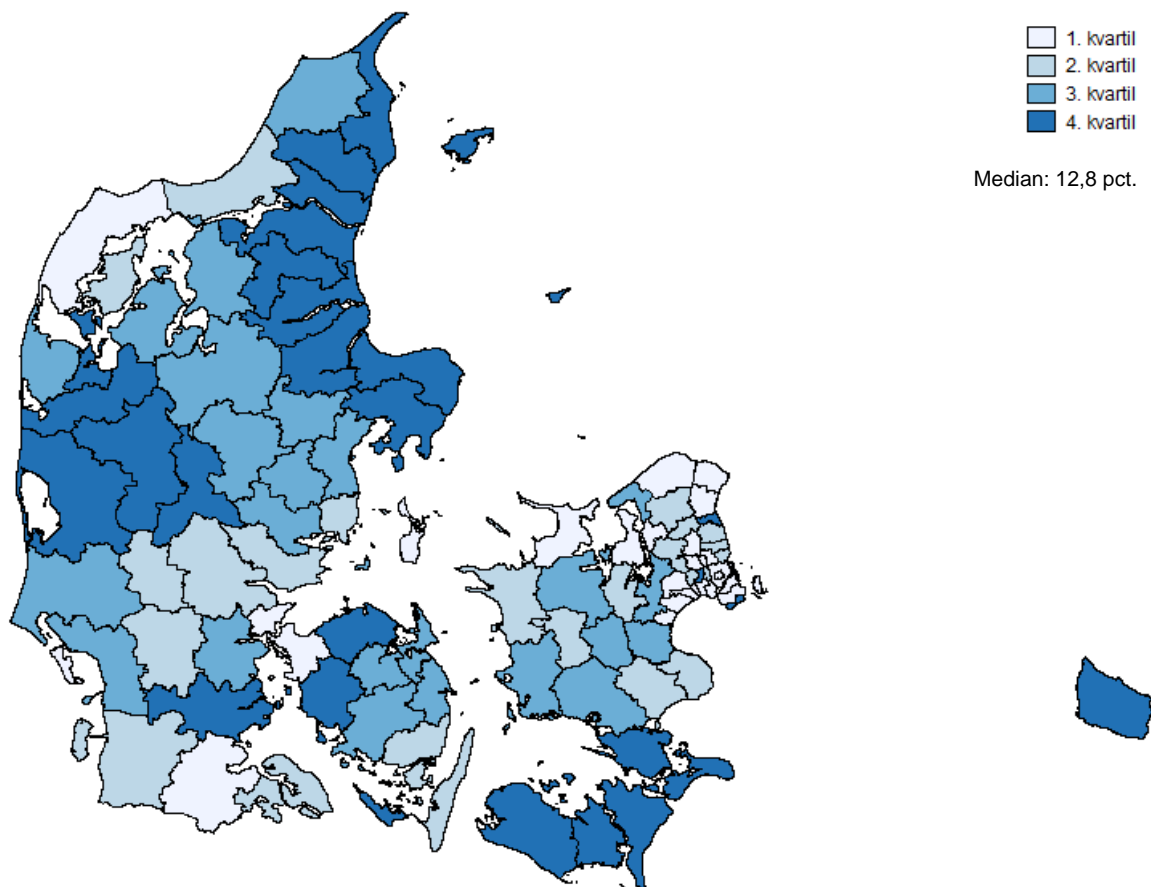 1. kvartil
2. kvartil
3. kvartil
4. kvartil
Median: 12,8 pct.